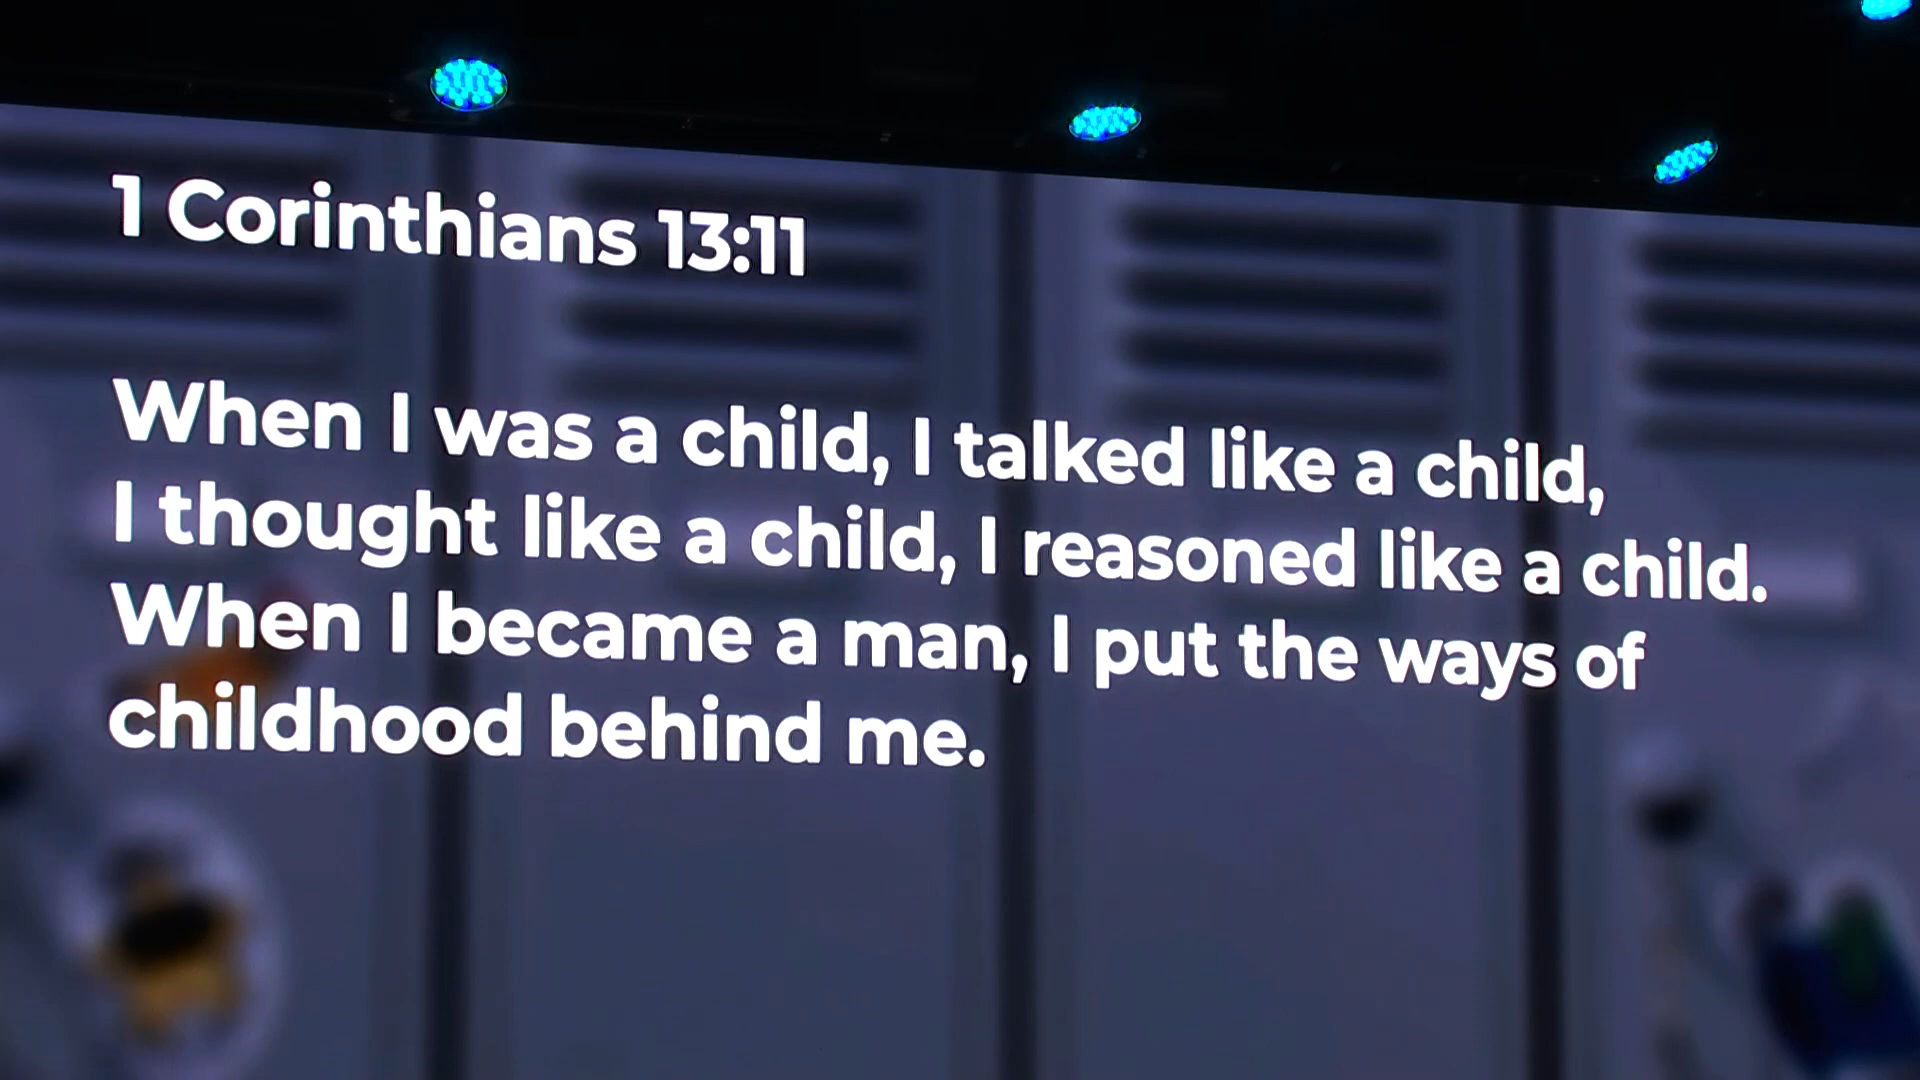 1 Corinthians 13:11
When I was a child, I talked like a child,
I thought like a child, I reasoned like a child.
When I became a man, I put the ways of
childhood behind me.